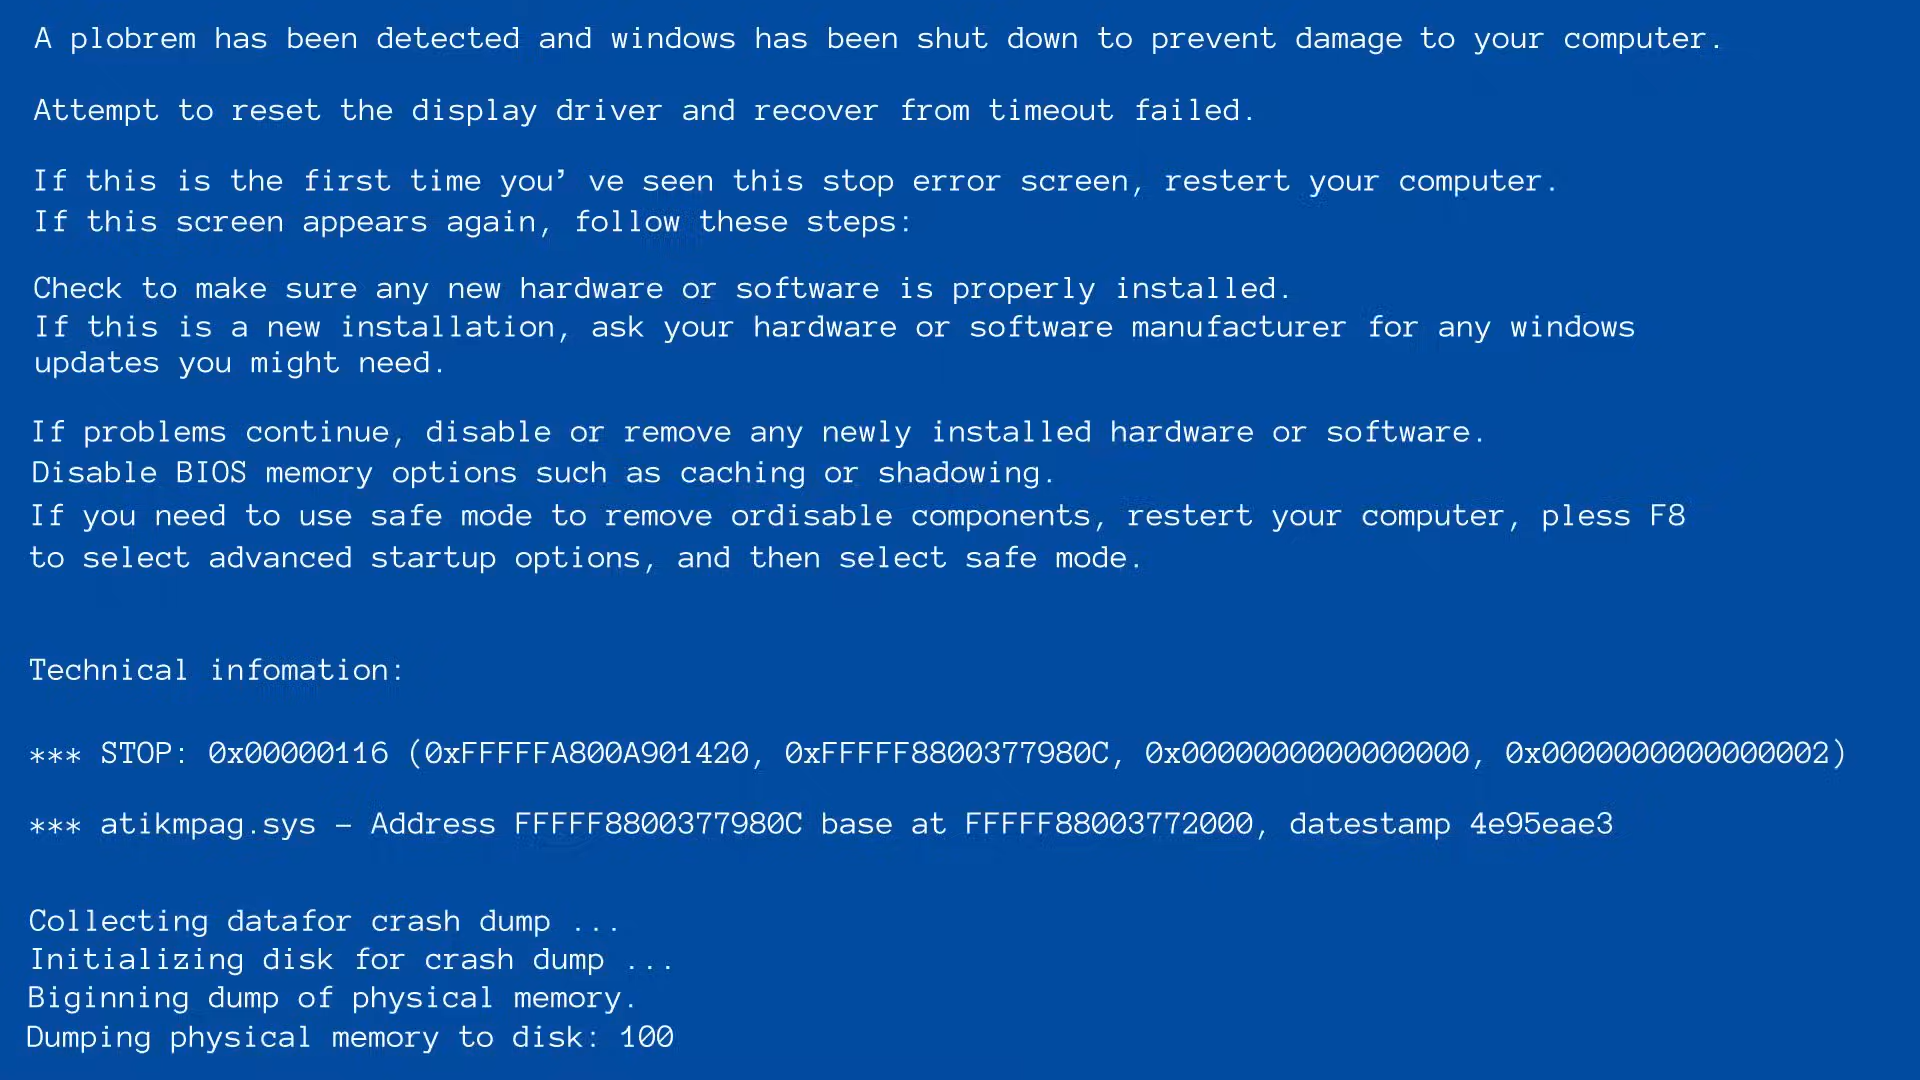 A plobrem has been detected and windows has been shut down to prevent damage to your computer.
Attempt to reset the display driver and recover from timeout failed.
If this is the first time you’ ve seen this stop error screen, restert your computer.
If this screen appears again, follow these steps:
Check to make sure any new hardware or software is properly installed.
If this is a new installation, ask your hardware or software manufacturer for any windows
updates you might need.
If problems continue, disable or remove any newly installed hardware or software.
Disable BIOS memory options such as caching or shadowing.
If you need to use safe mode to remove ordisable components, restert your computer, pless F8
to select advanced startup options, and then select safe mode.
Technical infomation:
*** STOP: 0x00000116 (0xFFFFFA800A901420, 0xFFFFF8800377980C, 0x0000000000000000, 0x0000000000000002)
*** atikmpag.sys – Address FFFFF8800377980C base at FFFFF88003772000, datestamp 4e95eae3
Collecting datafor crash dump ...
Initializing disk for crash dump ...
Biginning dump of physical memory.
Dumping physical memory to disk: 100